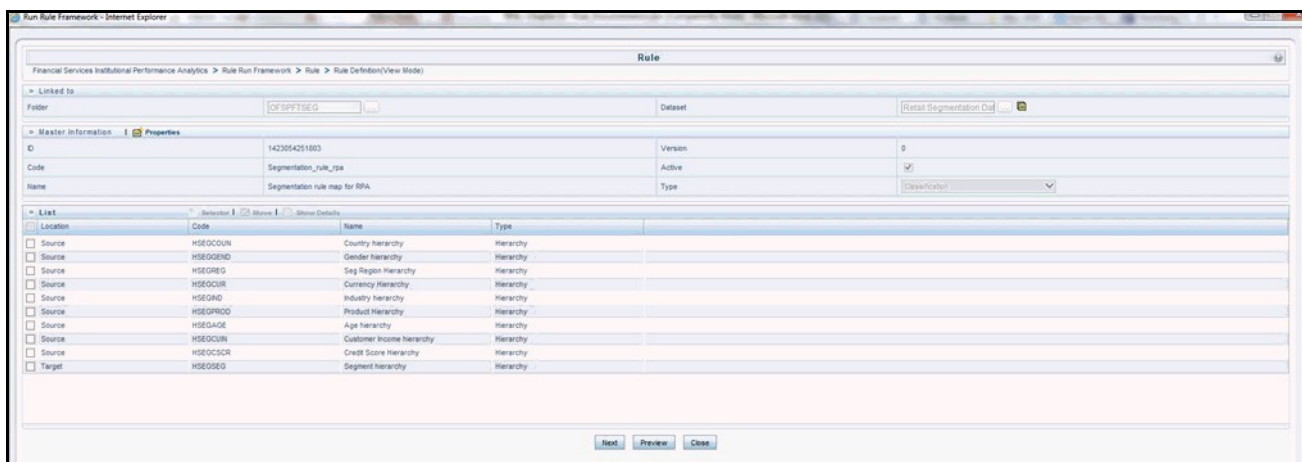 Run Rule Framework - Internet Explorer
Rule
Financial Services Institutional Performance Analytics > Rule Run Framework > Rule > Rule Definition(View Mode)
» Linked to
Folder OFSPFTSEG ... Dataset Retail Segmentation Dat ...
» Master Information | Properties
ID 1423054251803 Version 0
Code Segmentation_rule_rpa Active
Name Segmentation rule map for RPA Type Classification
» List Selector | Move | Show Details
Location Code Name Type
Source HSEGCOUN Country hierarchy Hierarchy
Source HSEGGEND Gender hierarchy Hierarchy
Source HSEGREG Seg Region Hierarchy Hierarchy
Source HSEGCUR Currency Hierarchy Hierarchy
Source HSEGIND Industry hierarchy Hierarchy
Source HSEGPROD Product Hierarchy Hierarchy
Source HSEGAGE Age hierarchy Hierarchy
Source HSEGCUIN Customer Income hierarchy Hierarchy
Source HSEGCSCR Credit Score Hierarchy Hierarchy
Target HSEGSEG Segment hierarchy Hierarchy
Next Preview Close